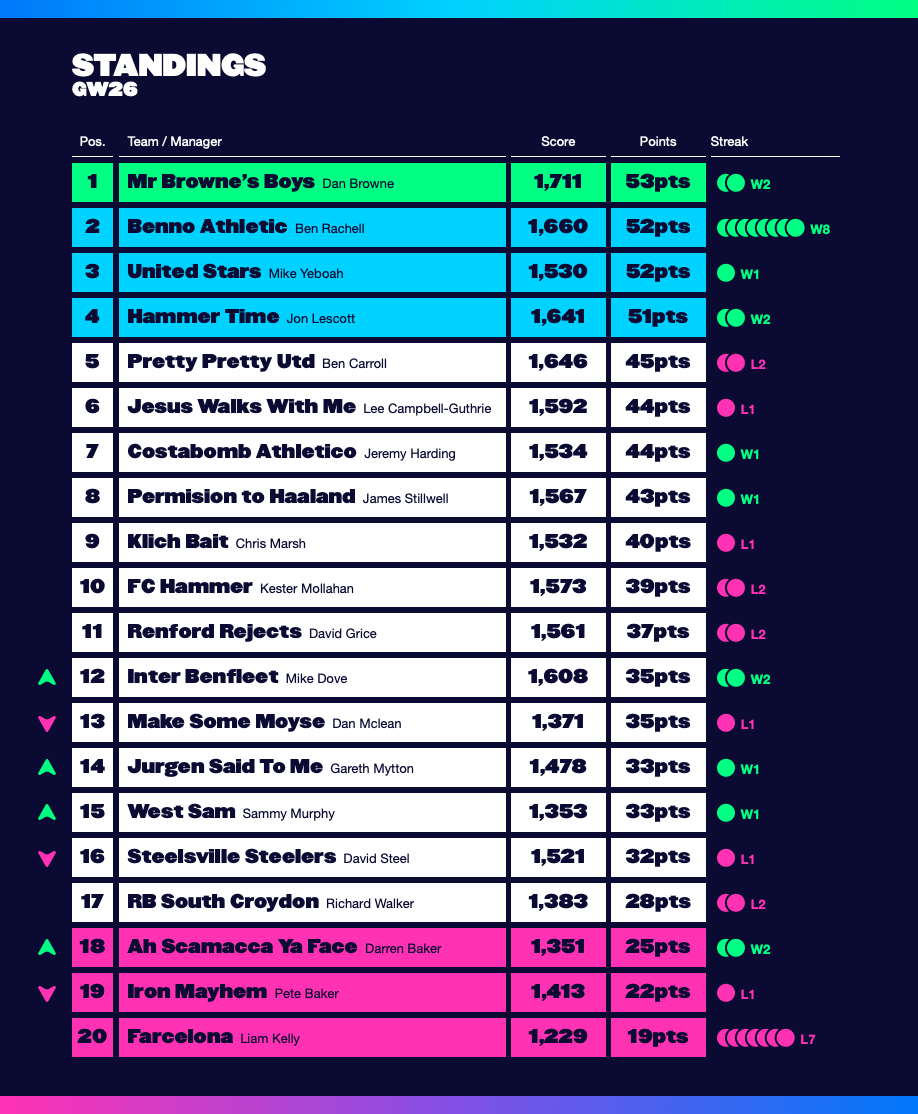 STANDINGS
GW26
Pos. Team / Manager Score Points Streak
1 Mr Browne’s Boys Dan Browne 1,711 53pts W2
2 Benno Athletic Ben Rachell 1,660 52pts W8
3 United Stars Mike Yeboah 1,530 52pts W1
4 Hammer Time Jon Lescott 1,641 51pts W2
5 Pretty Pretty Utd Ben Carroll 1,646 45pts L2
6 Jesus Walks With Me Lee Campbell-Guthrie 1,592 44pts L1
7 Costabomb Athletico Jeremy Harding 1,534 44pts W1
8 Permision to Haaland James Stillwell 1,567 43pts W1
9 Klich Bait Chris Marsh 1,532 40pts L1
10 FC Hammer Kester Mollahan 1,573 39pts L2
11 Renford Rejects David Grice 1,561 37pts L2
12 Inter Benfleet Mike Dove 1,608 35pts W2
13 Make Some Moyse Dan Mclean 1,371 35pts L1
14 Jurgen Said To Me Gareth Mytton 1,478 33pts W1
15 West Sam Sammy Murphy 1,353 33pts W1
16 Steelsville Steelers David Steel 1,521 32pts L1
17 RB South Croydon Richard Walker 1,383 28pts L2
18 Ah Scamacca Ya Face Darren Baker 1,351 25pts W2
19 Iron Mayhem Pete Baker 1,413 22pts L1
20 Farcelona Liam Kelly 1,229 19pts L7